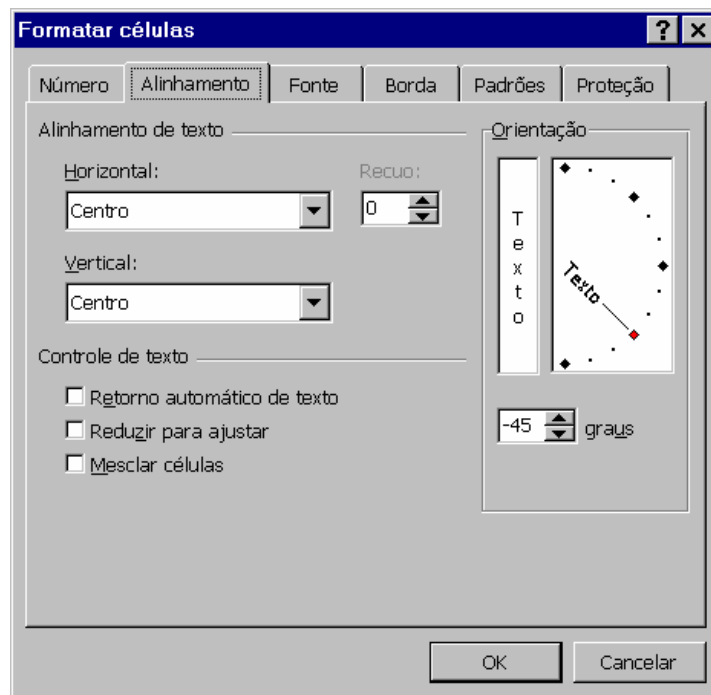 Formatar células
Número Alinhamento Fonte Borda Padrões Proteção
Alinhamento de texto
Horizontal:
Recuo:
Centro
0
Vertical:
Centro
Controle de texto
Retorno automático de texto
Reduzir para ajustar
Mesclar células
Orientação
Texto
Texto
-45 graus
OK
Cancelar